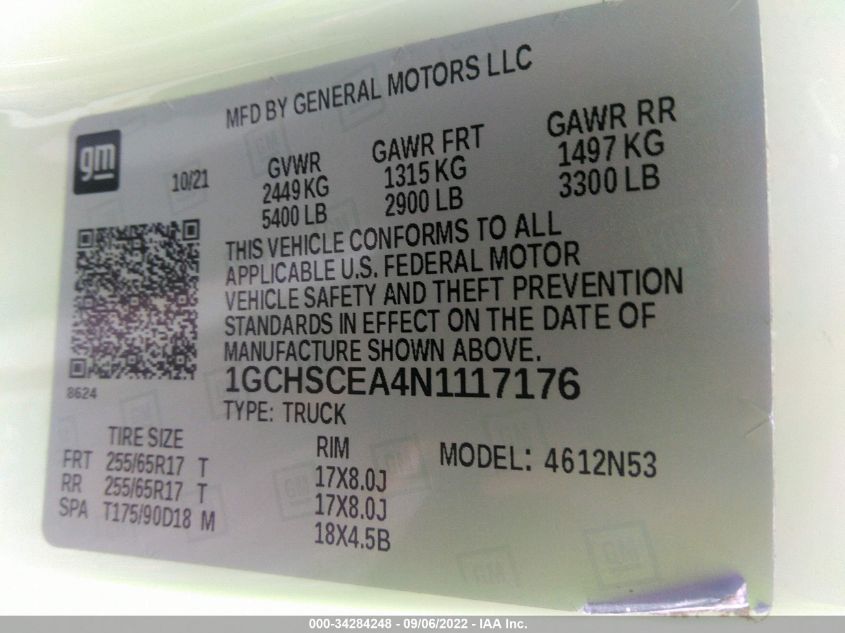 MFD BY GENERAL MOTORS LLC
gm
10/21
GVWR
2449 KG
5400 LB
GAWR FRT
1315 KG
2900 LB
GAWR RR
1497 KG
3300 LB
THIS VEHICLE CONFORMS TO ALL
APPLICABLE U.S. FEDERAL MOTOR
VEHICLE SAFETY AND THEFT PREVENTION
STANDARDS IN EFFECT ON THE DATE OF
MANUFACTURE SHOWN ABOVE.
8624
1GCHSCEA4N1117176
TYPE: TRUCK
TIRE SIZE
RIM
MODEL: 4612N53
FRT 255/65R17 T 17X8.0J
RR 255/65R17 T 17X8.0J
SPA T175/90D18 M 18X4.5B
000-34284248 - 09/06/2022 - IAA Inc.